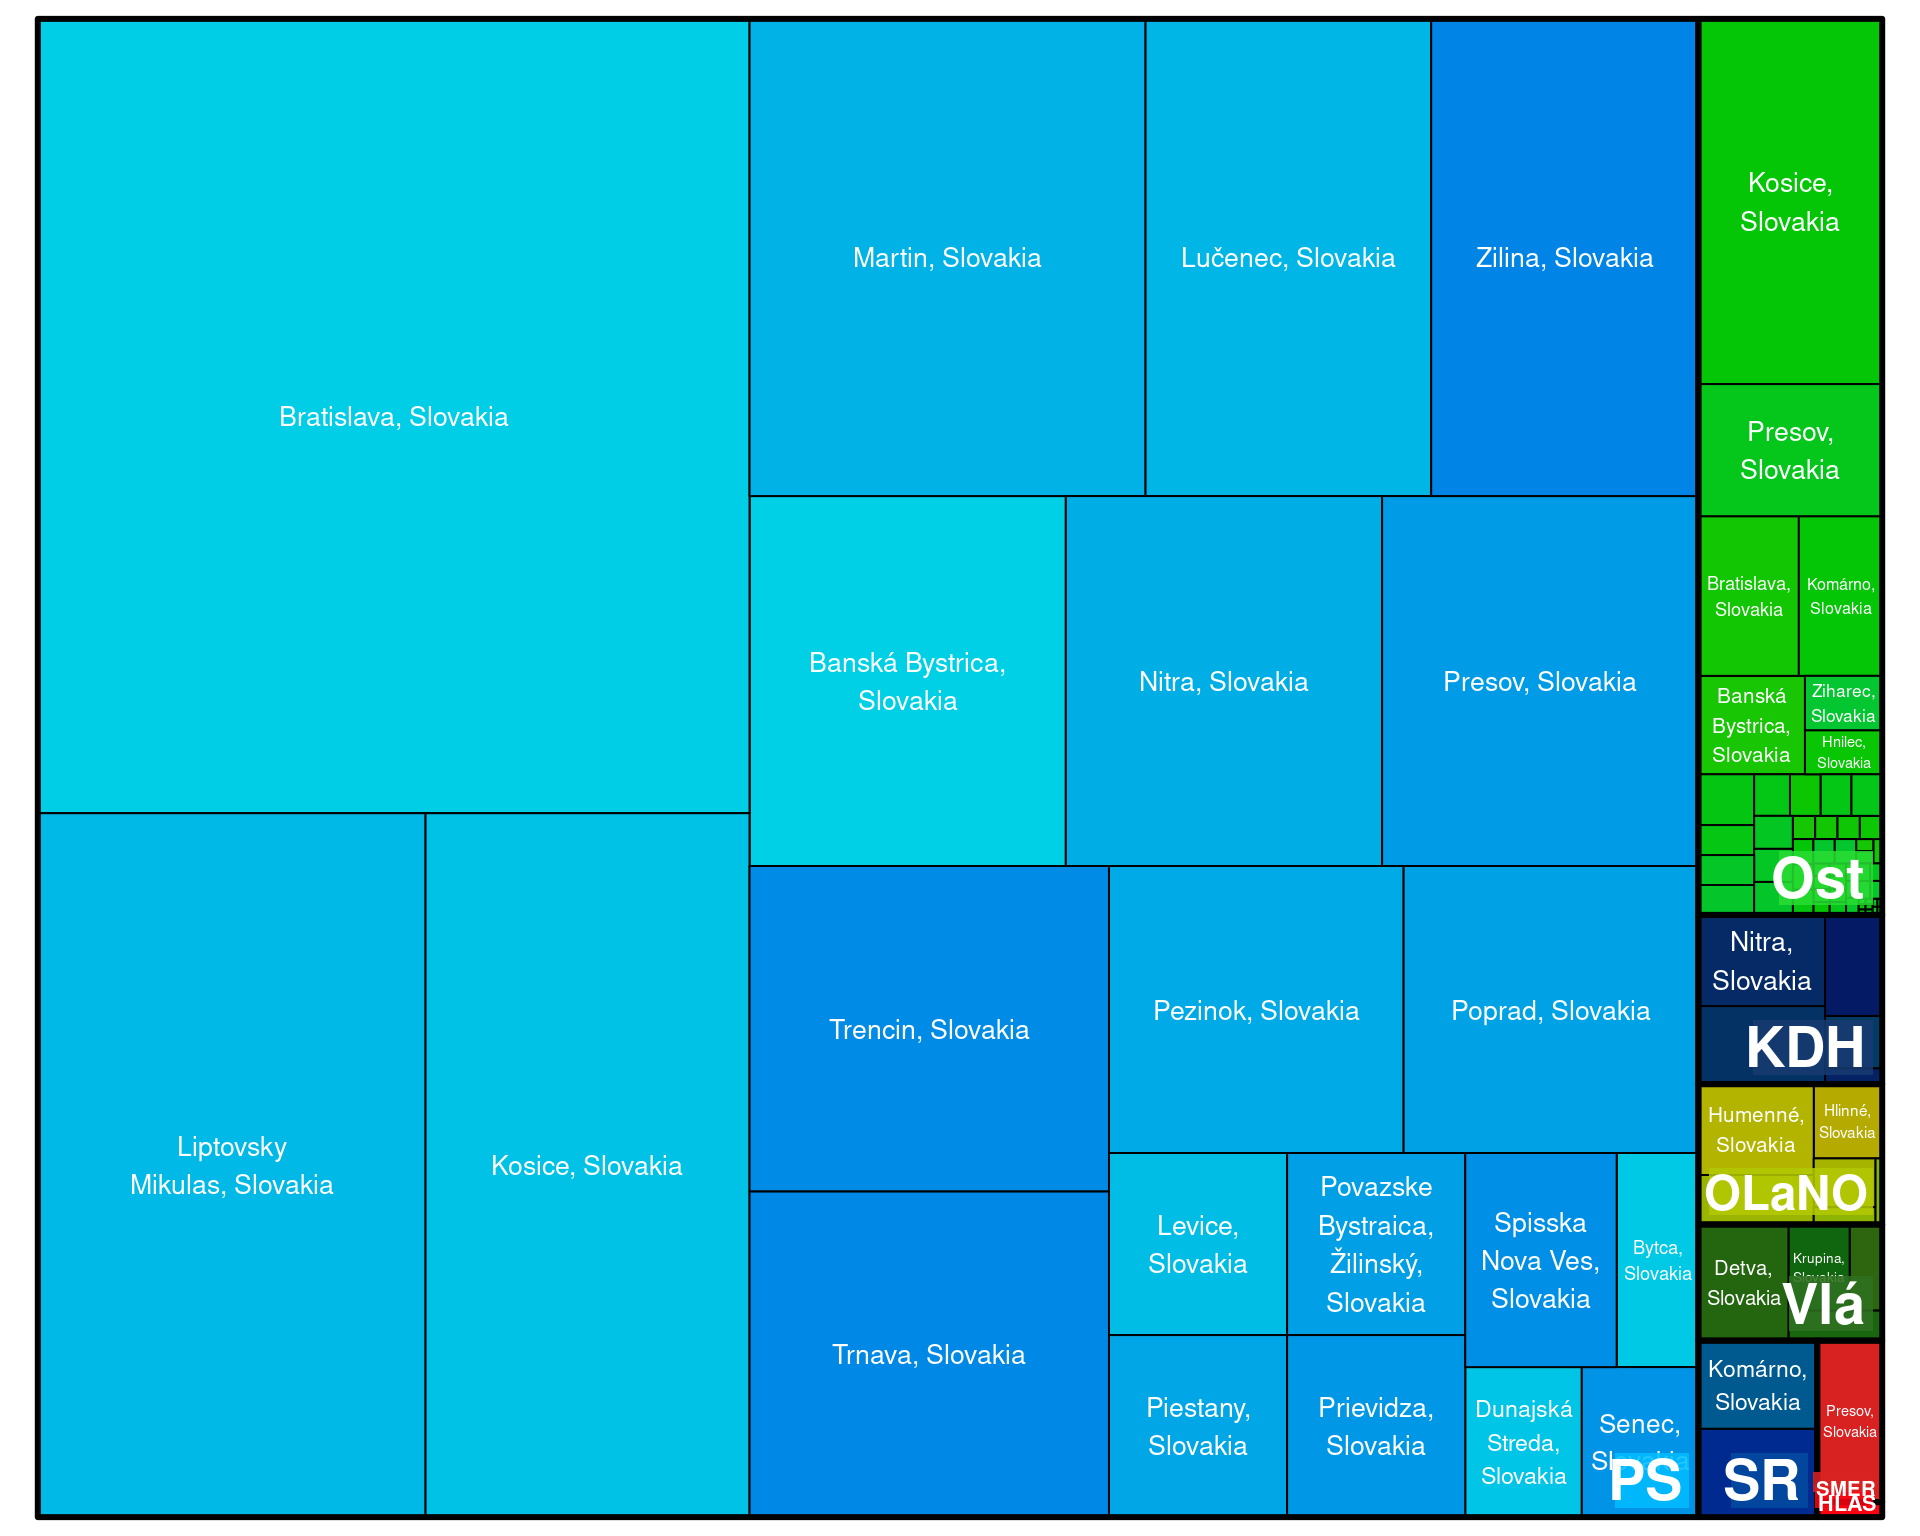 Bratislava, Slovakia
Martin, Slovakia
Lučenec, Slovakia
Zilina, Slovakia
Banská Bystrica,
Slovakia
Nitra, Slovakia
Presov, Slovakia
Liptovsky
Mikulas, Slovakia
Kosice, Slovakia
Trencin, Slovakia
Trnava, Slovakia
Pezinok, Slovakia
Poprad, Slovakia
Levice,
Slovakia
Povazske
Bystraica,
Žilinský,
Slovakia
Spisska
Nova Ves,
Slovakia
Bytca,
Slovakia
Piestany,
Slovakia
Prievidza,
Slovakia
Dunajská
Streda,
Slovakia
Senec,
Slovakia
PS
Kosice,
Slovakia
Presov,
Slovakia
Bratislava,
Slovakia
Komárno,
Slovakia
Banská
Bystrica,
Slovakia
Ziharec,
Slovakia
Hnilec,
Slovakia
Ost
Nitra,
Slovakia
KDH
Humenné,
Slovakia
Hlinné,
Slovakia
OLaNO
Detva,
Slovakia
Krupina,
Slovakia
Vlá
Komárno,
Slovakia
SR
Presov,
Slovakia
SMER
HLAS